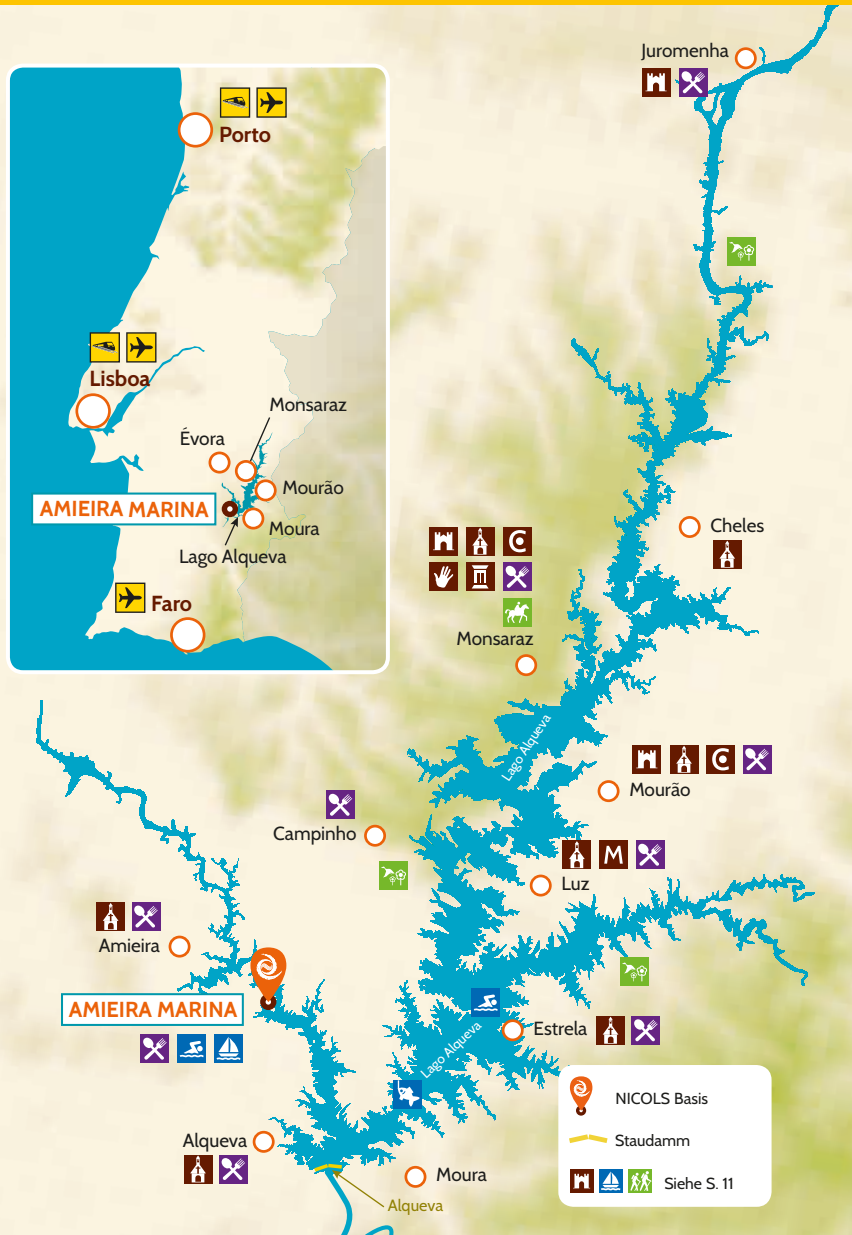 Juromenha
Porto
Lisboa
Monsaraz
Évora
Mourão
AMIEIRA MARINA
Moura
Lago Alqueva
Faro
Cheles
Monsaraz
Lago Alqueva
Mourão
Campinho
M
Luz
Amieira
AMIEIRA MARINA
Estrela
Lago Alqueva
NICOLS Basis
Staudamm
Siehe S. 11
Alqueva
Moura
Alqueva